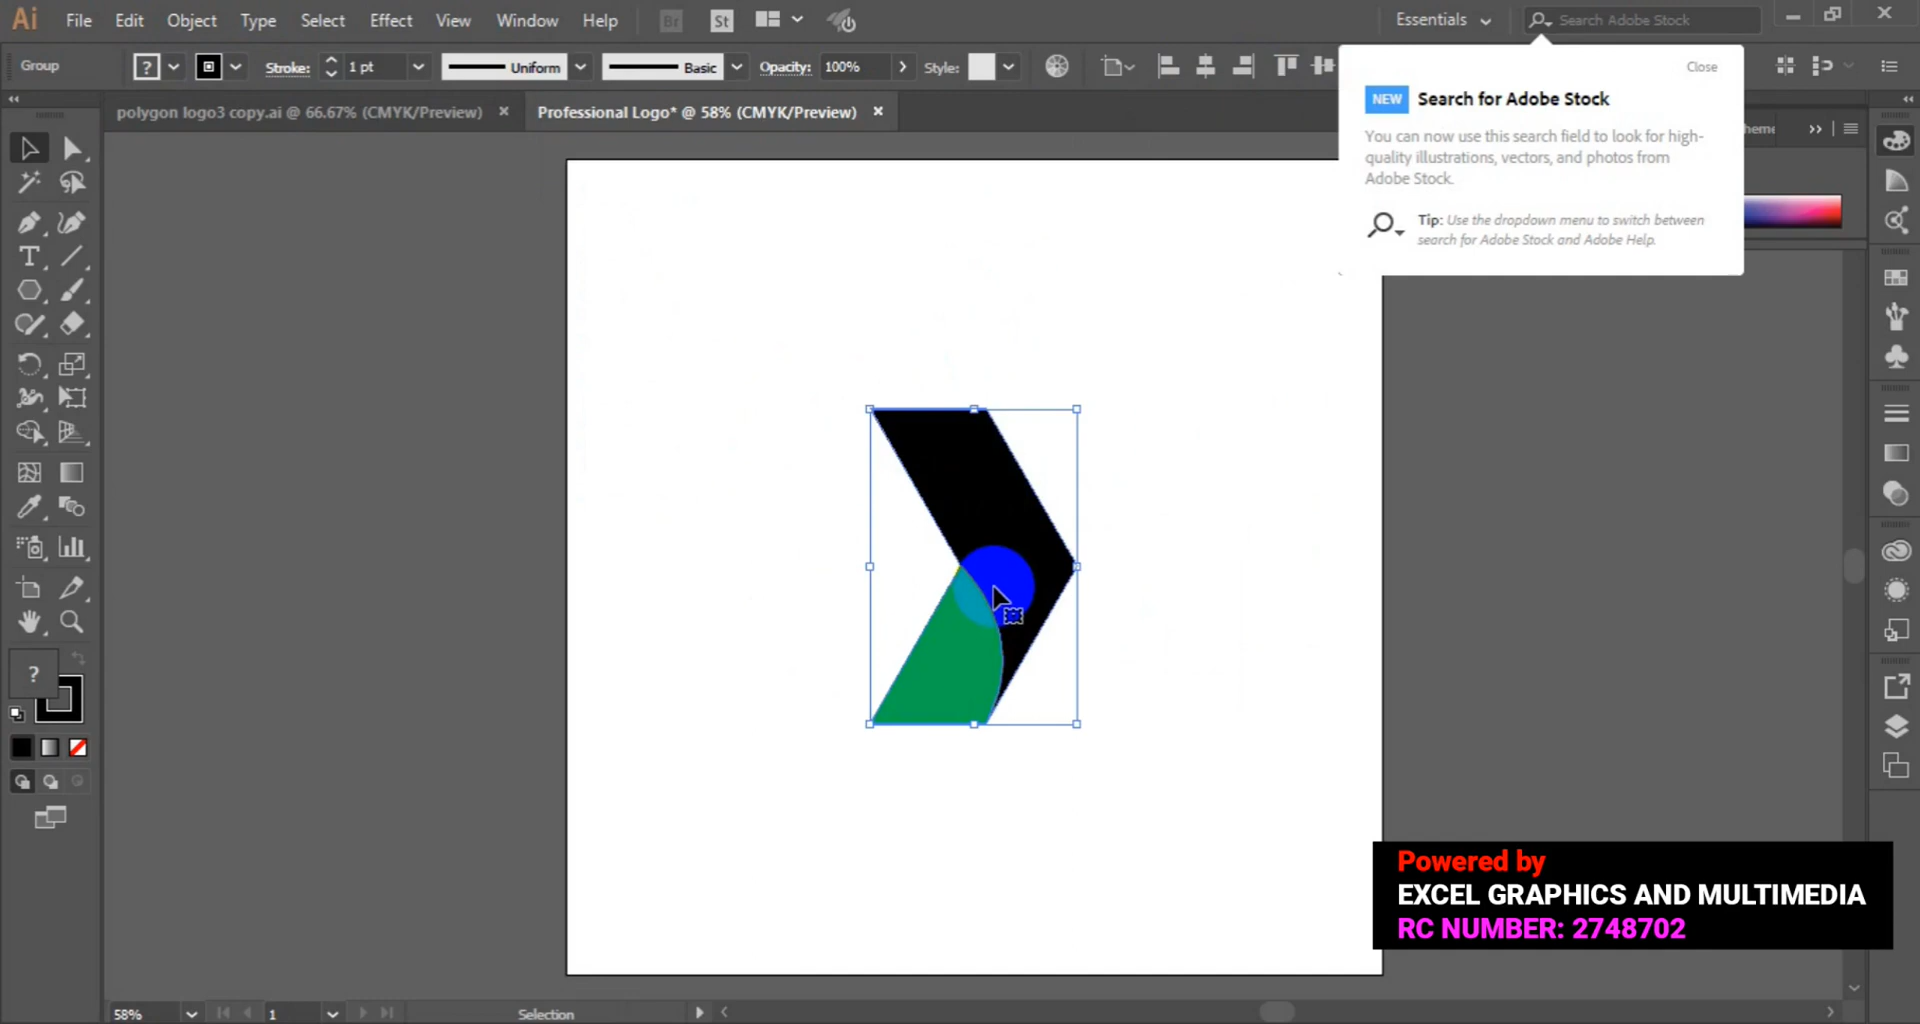 Ai File Edit Object Type Select Effect View Window Help Br St Essentials Search Adobe Stock
Group ? Stroke: 1 pt Uniform Basic Opacity: 100% Style:
Close
polygon logo3 copy.ai @ 66.67% (CMYK/Preview) × Professional Logo* @ 58% (CMYK/Preview) ×
NEW Search for Adobe Stock
You can now use this search field to look for high-
quality illustrations, vectors, and photos from
Adobe Stock.
Tip: Use the dropdown menu to switch between
search for Adobe Stock and Adobe Help.
T
?
Powered by
EXCEL GRAPHICS AND MULTIMEDIA
RC NUMBER: 2748702
58% 1 Selection